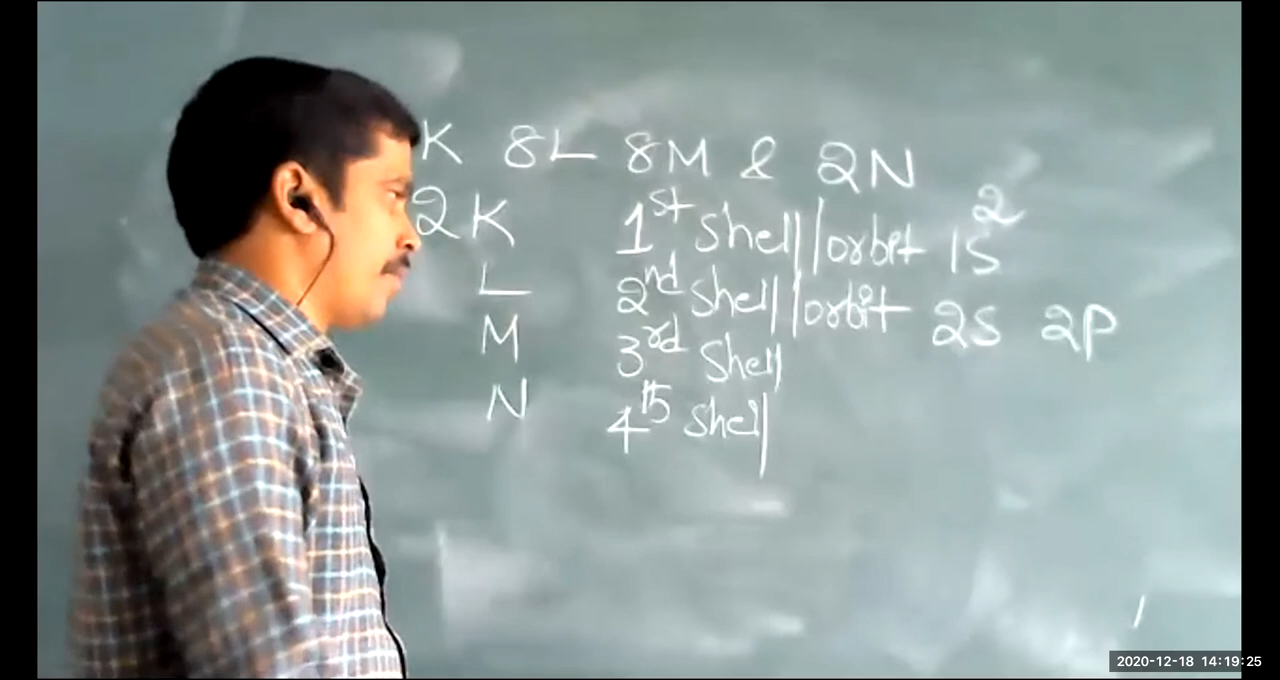 K 8L 8M & 2N
2K 1st Shell/orbit 1S²
L 2nd Shell/orbit 2S 2P
M 3rd Shell
N 4th Shell
2020-12-18 14:19:25